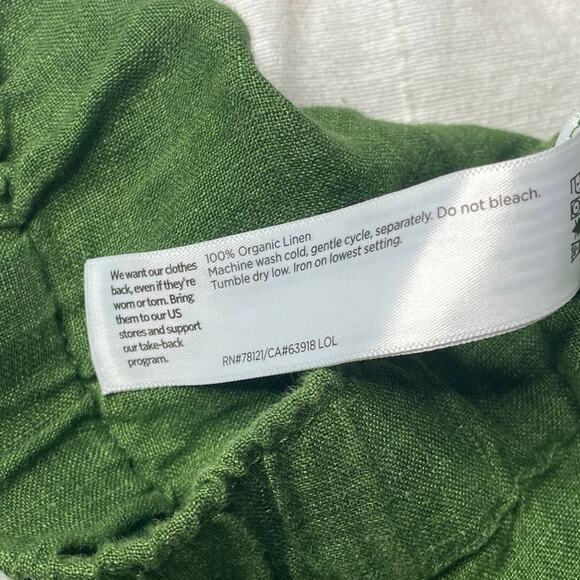 We want our clothes
back, even if they're
worn or torn. Bring
them to our US
stores and support
our take-back
program.
100% Organic Linen
Machine wash cold, gentle cycle, separately. Do not bleach.
Tumble dry low. Iron on lowest setting.
RN#78121/CA#63918 LOL